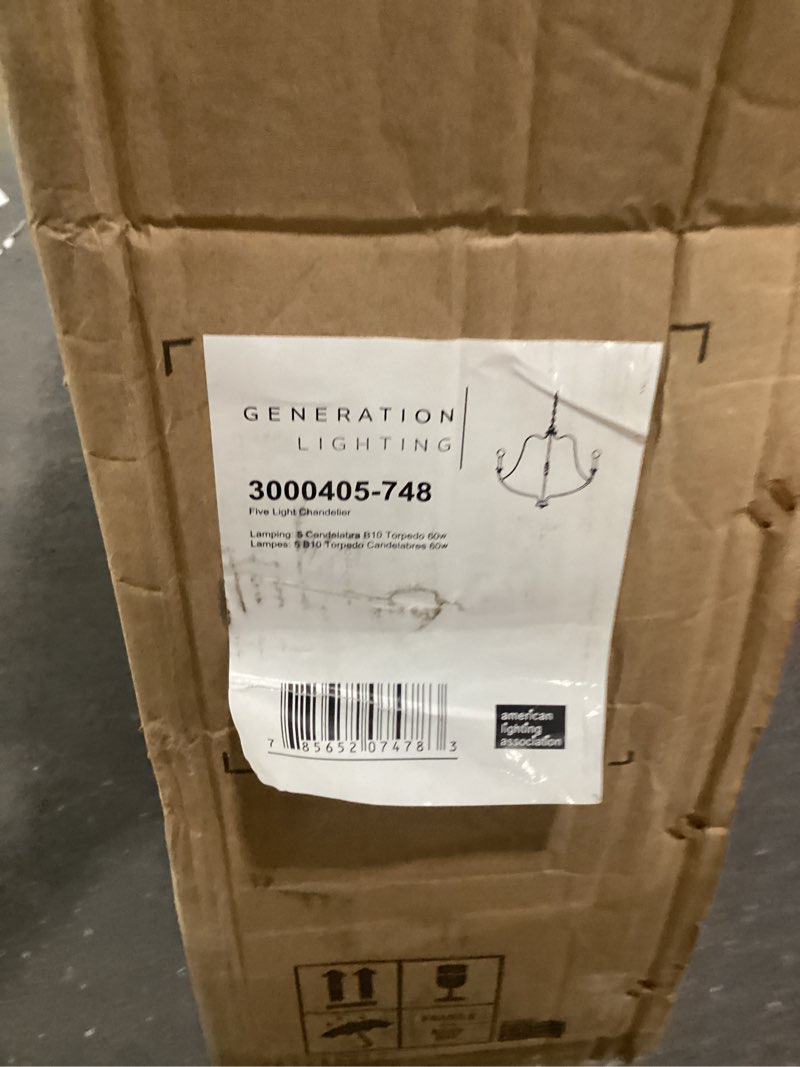 GENERATION
LIGHTING
3000405-748
Five Light Chandelier
Lamping: 5 Candelabra B10 Torpedo 60w
Lampes: 5 B10 Torpedo Candelabres 60w
7 85652 07478 3
american
lighting
association
FRAGILE